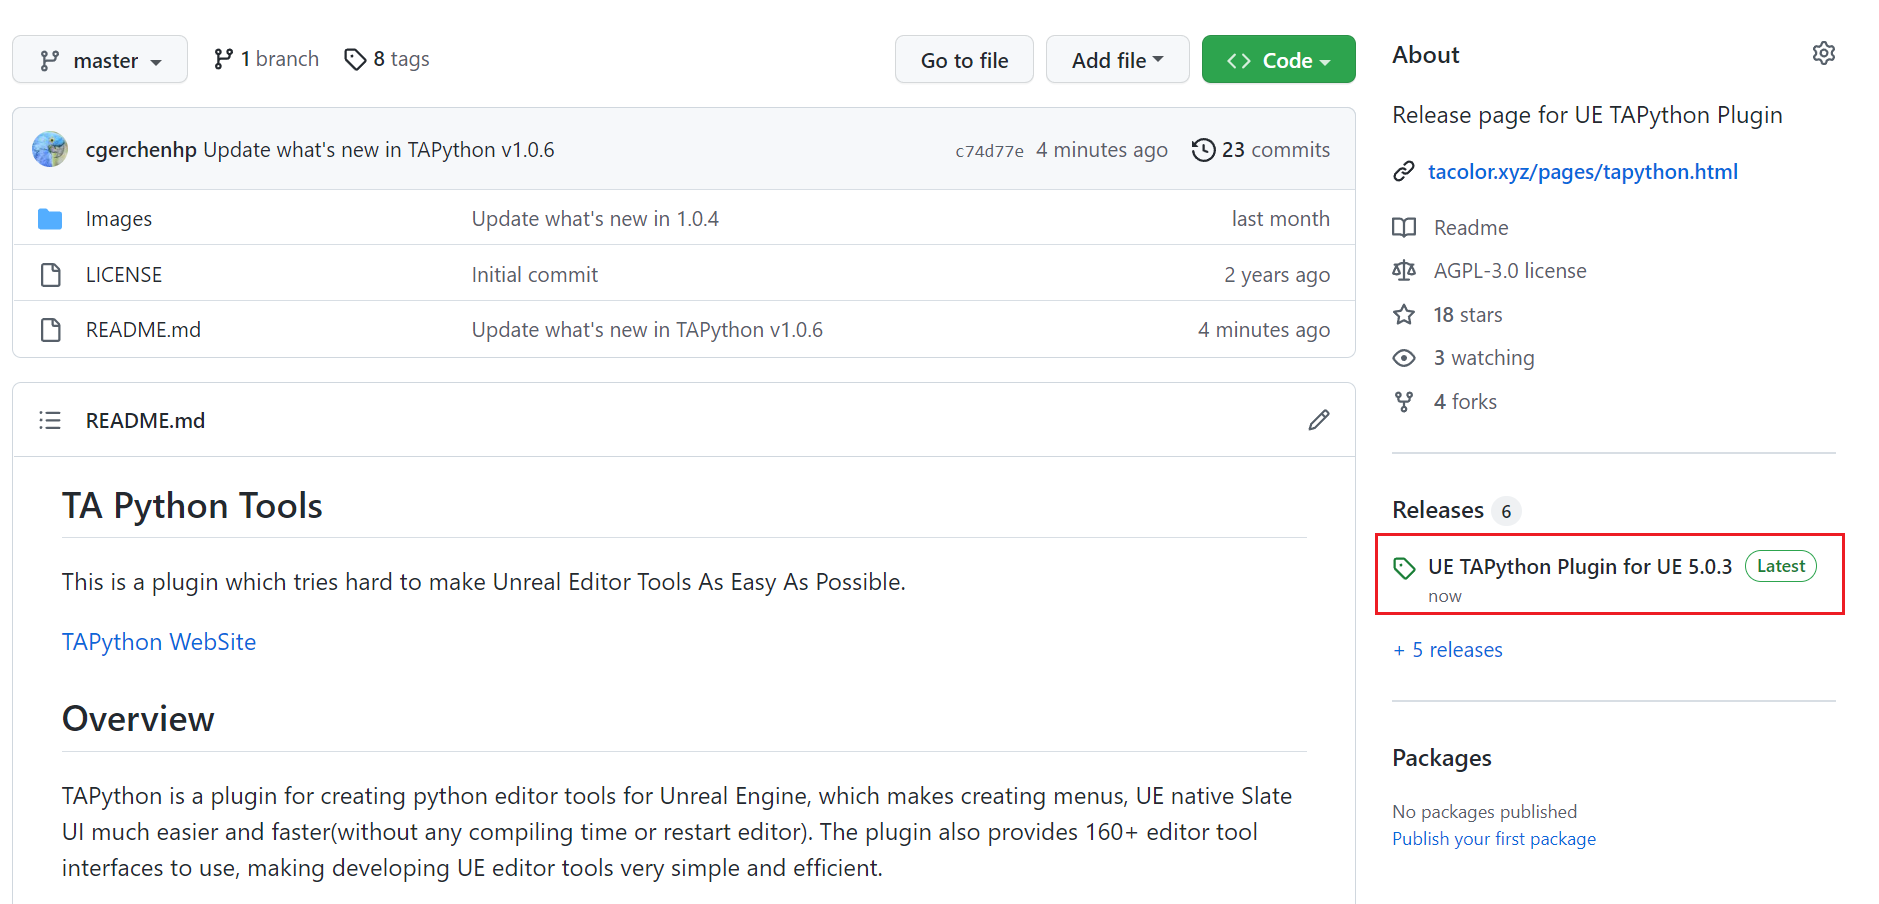 master
1 branch
8 tags
Go to file
Add file
Code
cgerchenhp Update what's new in TAPython v1.0.6
c74d77e 4 minutes ago
23 commits
Images
Update what's new in 1.0.4
last month
LICENSE
Initial commit
2 years ago
README.md
Update what's new in TAPython v1.0.6
4 minutes ago
README.md
TA Python Tools
This is a plugin which tries hard to make Unreal Editor Tools As Easy As Possible.
TAPython WebSite
Overview
TAPython is a plugin for creating python editor tools for Unreal Engine, which makes creating menus, UE native Slate
UI much easier and faster(without any compiling time or restart editor). The plugin also provides 160+ editor tool
interfaces to use, making developing UE editor tools very simple and efficient.
About
Release page for UE TAPython Plugin
tacolor.xyz/pages/tapython.html
Readme
AGPL-3.0 license
18 stars
3 watching
4 forks
Releases 6
UE TAPython Plugin for UE 5.0.3 Latest
now
+ 5 releases
Packages
No packages published
Publish your first package